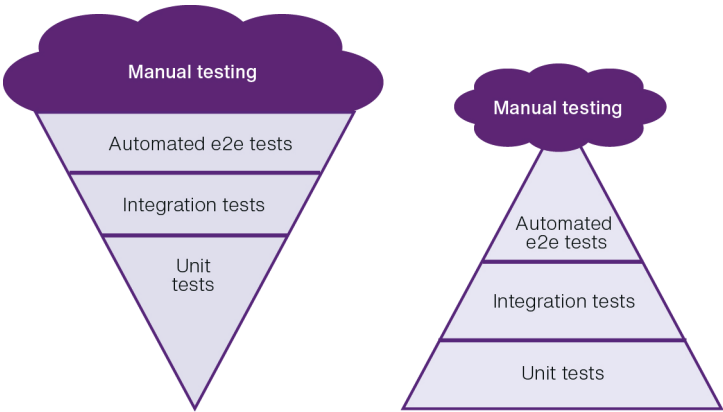 Manual testing
Automated e2e tests
Integration tests
Unit
tests
Manual testing
Automated
e2e tests
Integration tests
Unit tests